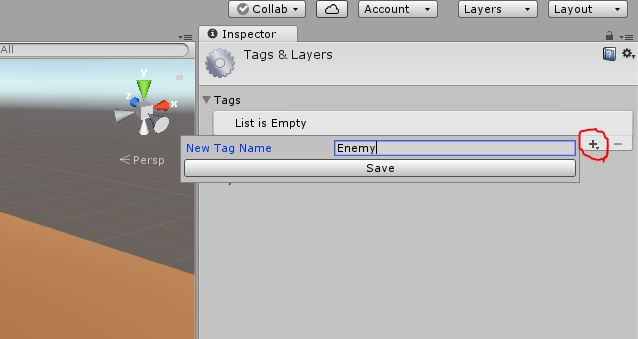 Collab Account Layers Layout
Inspector
All
Tags & Layers
y
z
x
Tags
List is Empty
New Tag Name Enemy
Persp
Save